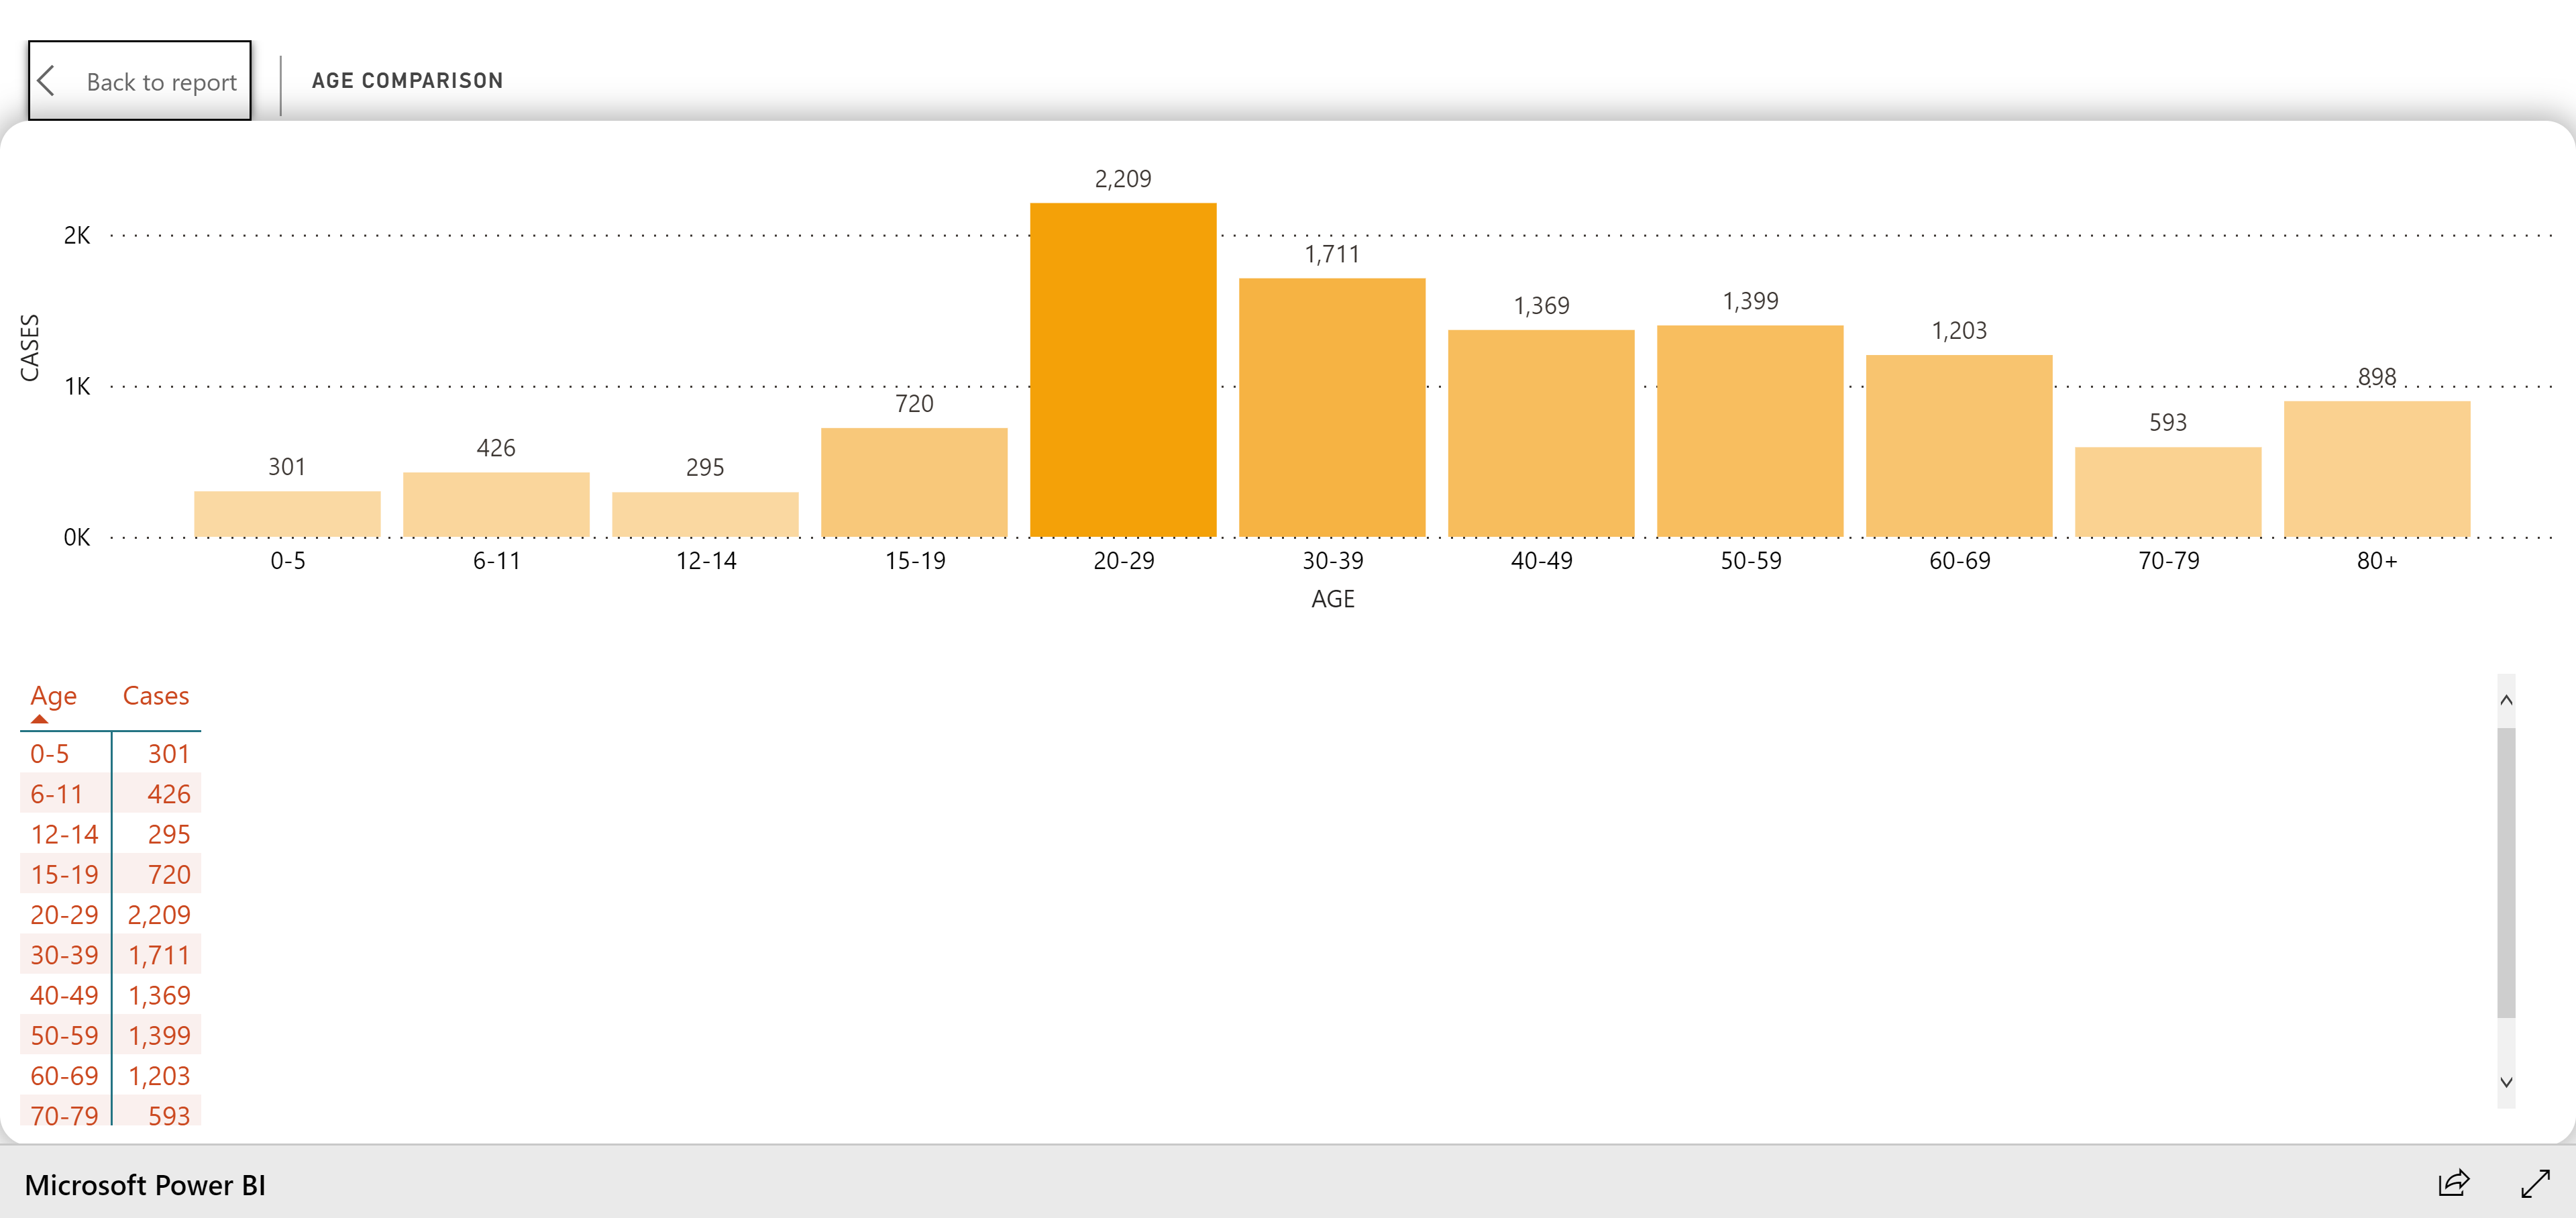 Back to report
AGE COMPARISON
2,209
2K
1,711
1,399
1,369
1,203
CASES
1K
898
720
593
426
301
295
0K
0-5 6-11 12-14 15-19 20-29 30-39 40-49 50-59 60-69 70-79 80+
AGE
Age Cases
0-5 301
6-11 426
12-14 295
15-19 720
20-29 2,209
30-39 1,711
40-49 1,369
50-59 1,399
60-69 1,203
70-79 593
Microsoft Power BI